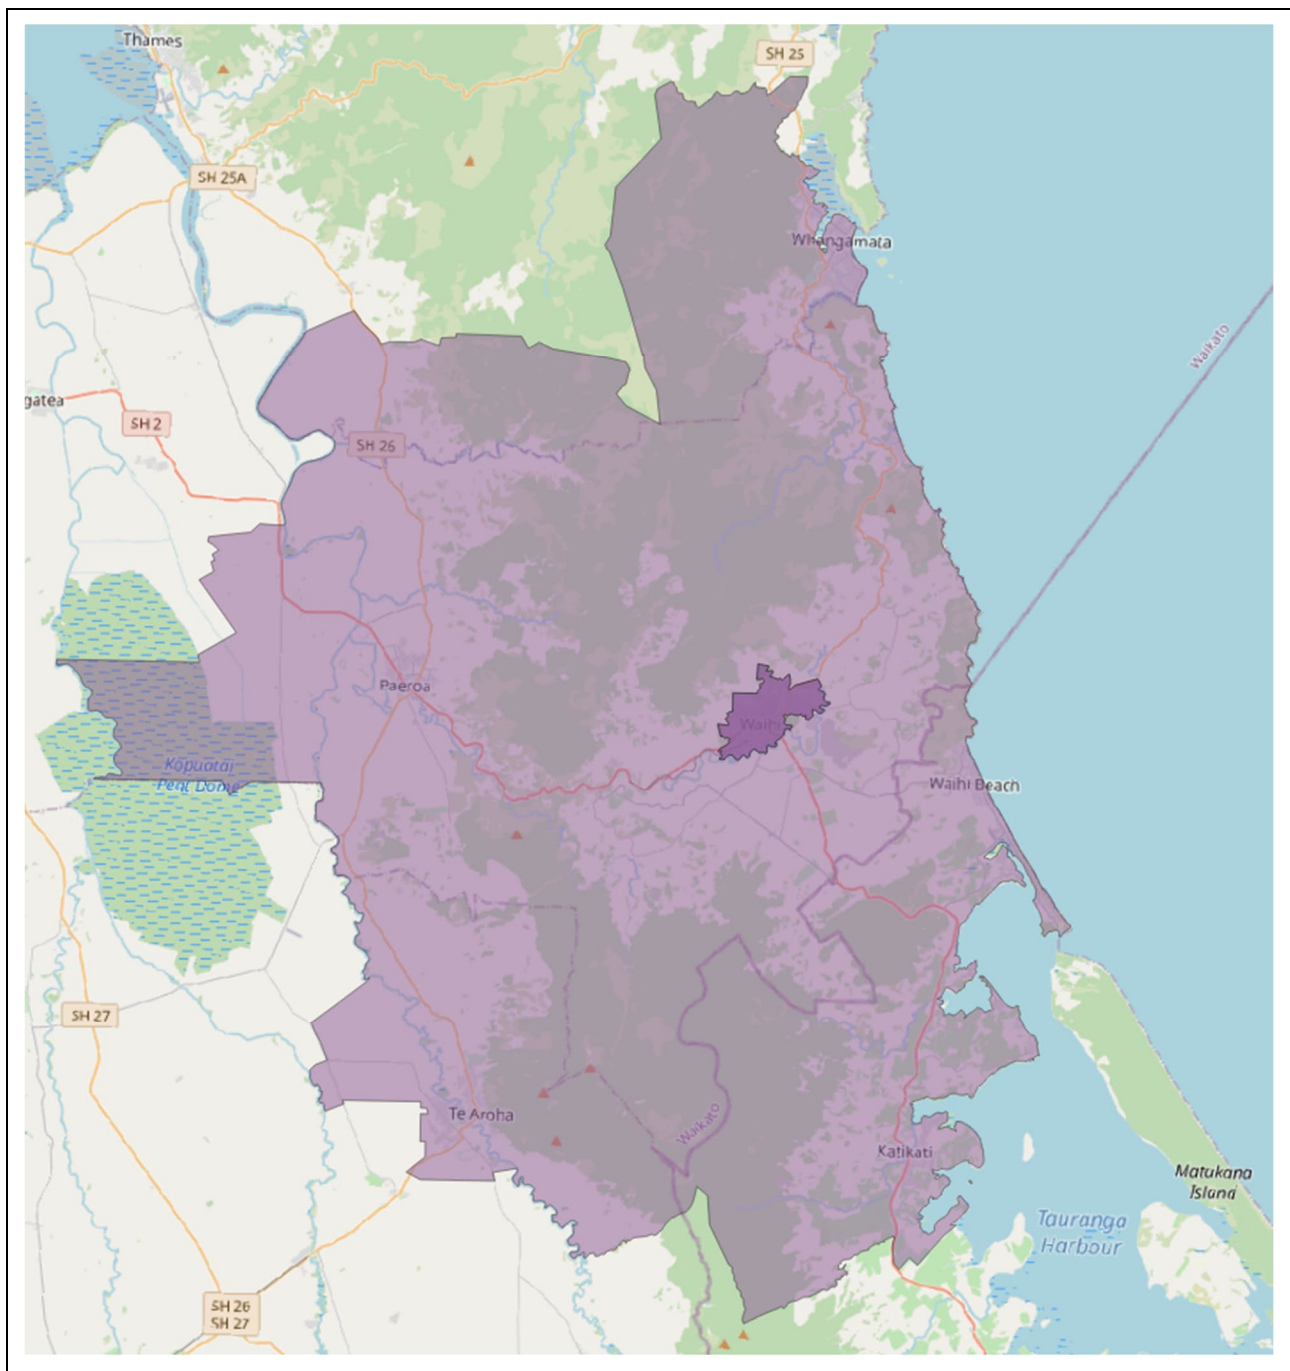 Thames
SH 25
SH 25A
Whangamata
Waikato
gatea
SH 2
SH 26
Paeroa
Waihi
Kopuatai
Peat Dome
Waihi Beach
SH 27
Te Aroha
Waikato
Katikati
Matukana
Island
Tauranga
Harbour
SH 26
SH 27